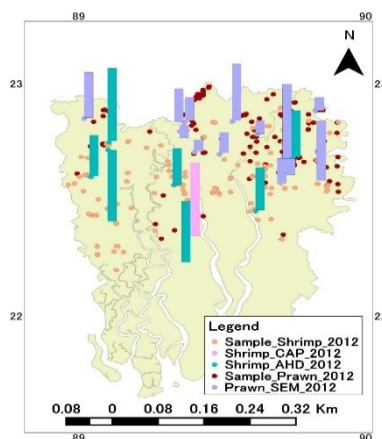 89 90
N
23 23
22 22
Legend
Sample_Shrimp_2012
Shrimp_CAP_2012
Shrimp_AHD_2012
Sample_Prawn_2012
Prawn_SEM_2012
0.08 0 0.08 0.16 0.24 0.32 Km
89 90